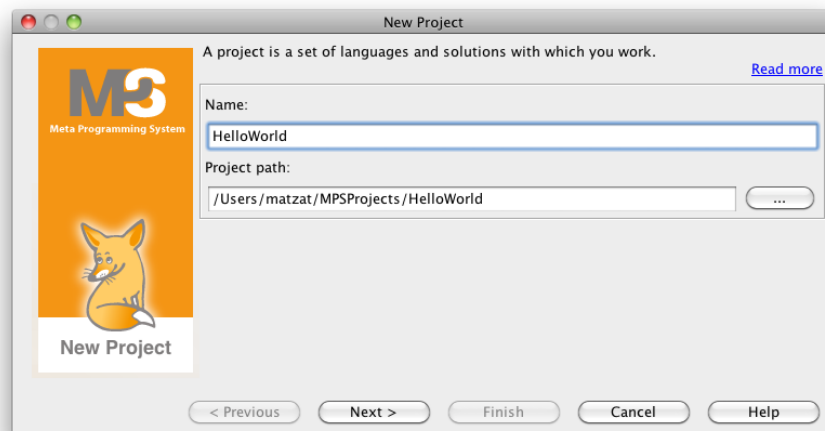 New Project
A project is a set of languages and solutions with which you work.
Read more
MPS
Meta Programming System
Name:
HelloWorld
Project path:
/Users/matzat/MPSProjects/HelloWorld
...
New Project
< Previous
Next >
Finish
Cancel
Help